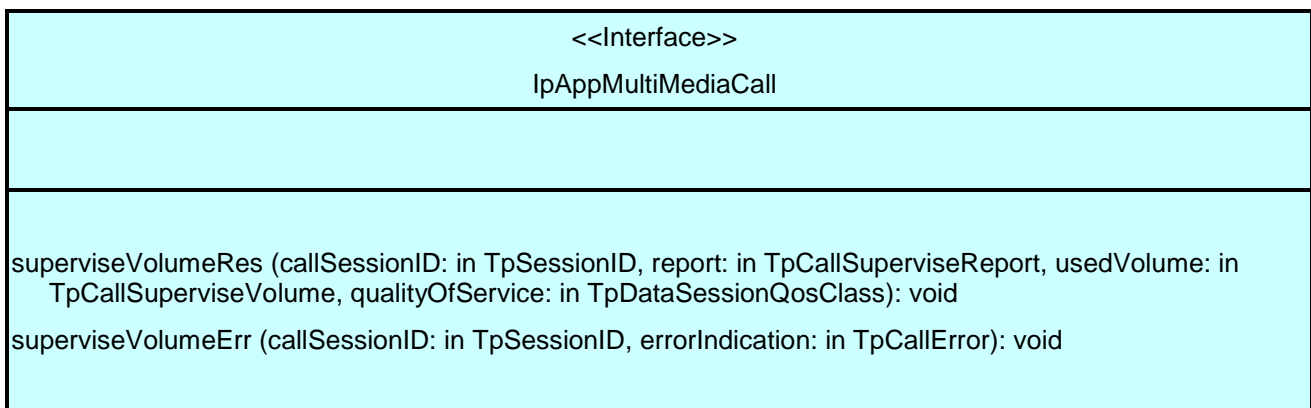 <<Interface>>
IpAppMultiMediaCall
superviseVolumeRes (callSessionID: in TpSessionID, report: in TpCallSuperviseReport, usedVolume: in
TpCallSuperviseVolume, qualityOfService: in TpDataSessionQosClass): void
superviseVolumeErr (callSessionID: in TpSessionID, errorIndication: in TpCallError): void